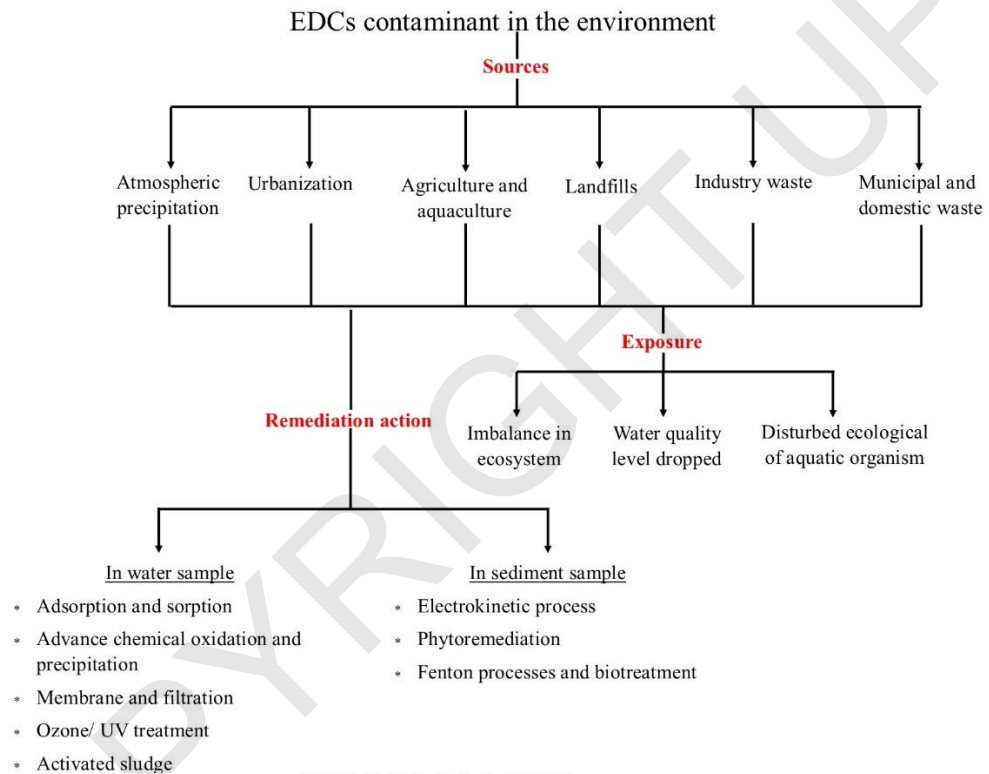 EDCs contaminant in the environment
Sources
Atmospheric
precipitation
Urbanization
Agriculture and
aquaculture
Landfills
Industry waste
Municipal and
domestic waste
Exposure
Imbalance in
ecosystem
Water quality
level dropped
Disturbed ecological
of aquatic organism
Remediation action
In water sample
* Adsorption and sorption
* Advance chemical oxidation and
precipitation
* Membrane and filtration
* Ozone/ UV treatment
* Activated sludge
In sediment sample
* Electrokinetic process
* Phytoremediation
* Fenton processes and biotreatment
PYRIGHT UP